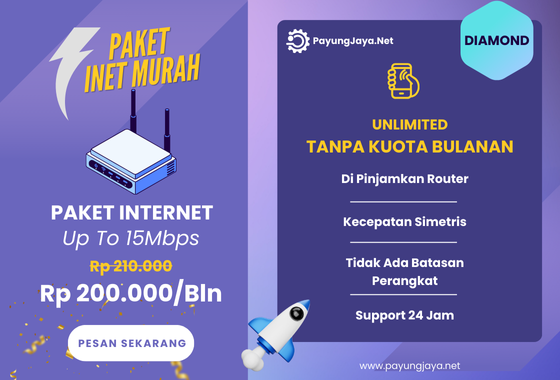 PAKET
INET MURAH
PAKET INTERNET
Up To 15Mbps
Rp 210.000
Rp 200.000/Bln
PESAN SEKARANG
PayungJaya.Net
DIAMOND
UNLIMITED
TANPA KUOTA BULANAN
Di Pinjamkan Router
Kecepatan Simetris
Tidak Ada Batasan
Perangkat
Support 24 Jam
www.payungjaya.net